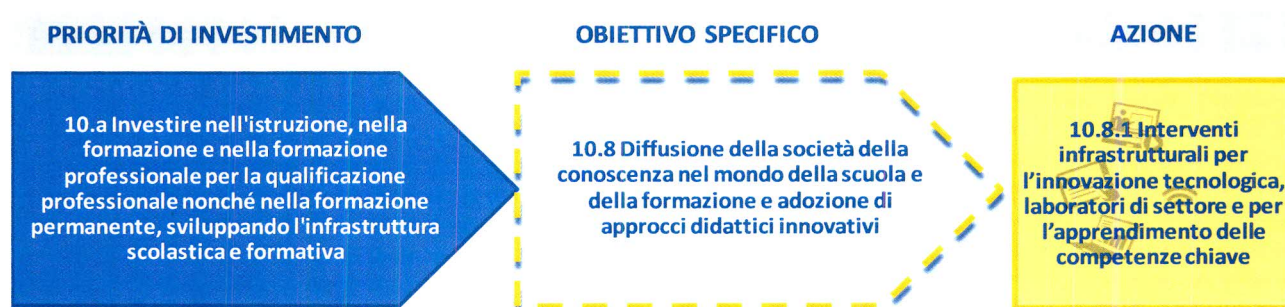 PRIORITÀ DI INVESTIMENTO
OBIETTIVO SPECIFICO
AZIONE
10.a Investire nell'istruzione, nella
formazione e nella formazione
professionale per la qualificazione
professionale nonché nella formazione
permanente, sviluppando l'infrastruttura
scolastica e formativa
10.8 Diffusione della società della
conoscenza nel mondo della scuola e
della formazione e adozione di
approcci didattici innovativi
10.8.1 Interventi
infrastrutturali per
l’innovazione tecnologica,
laboratori di settore e per
l’apprendimento delle
competenze chiave